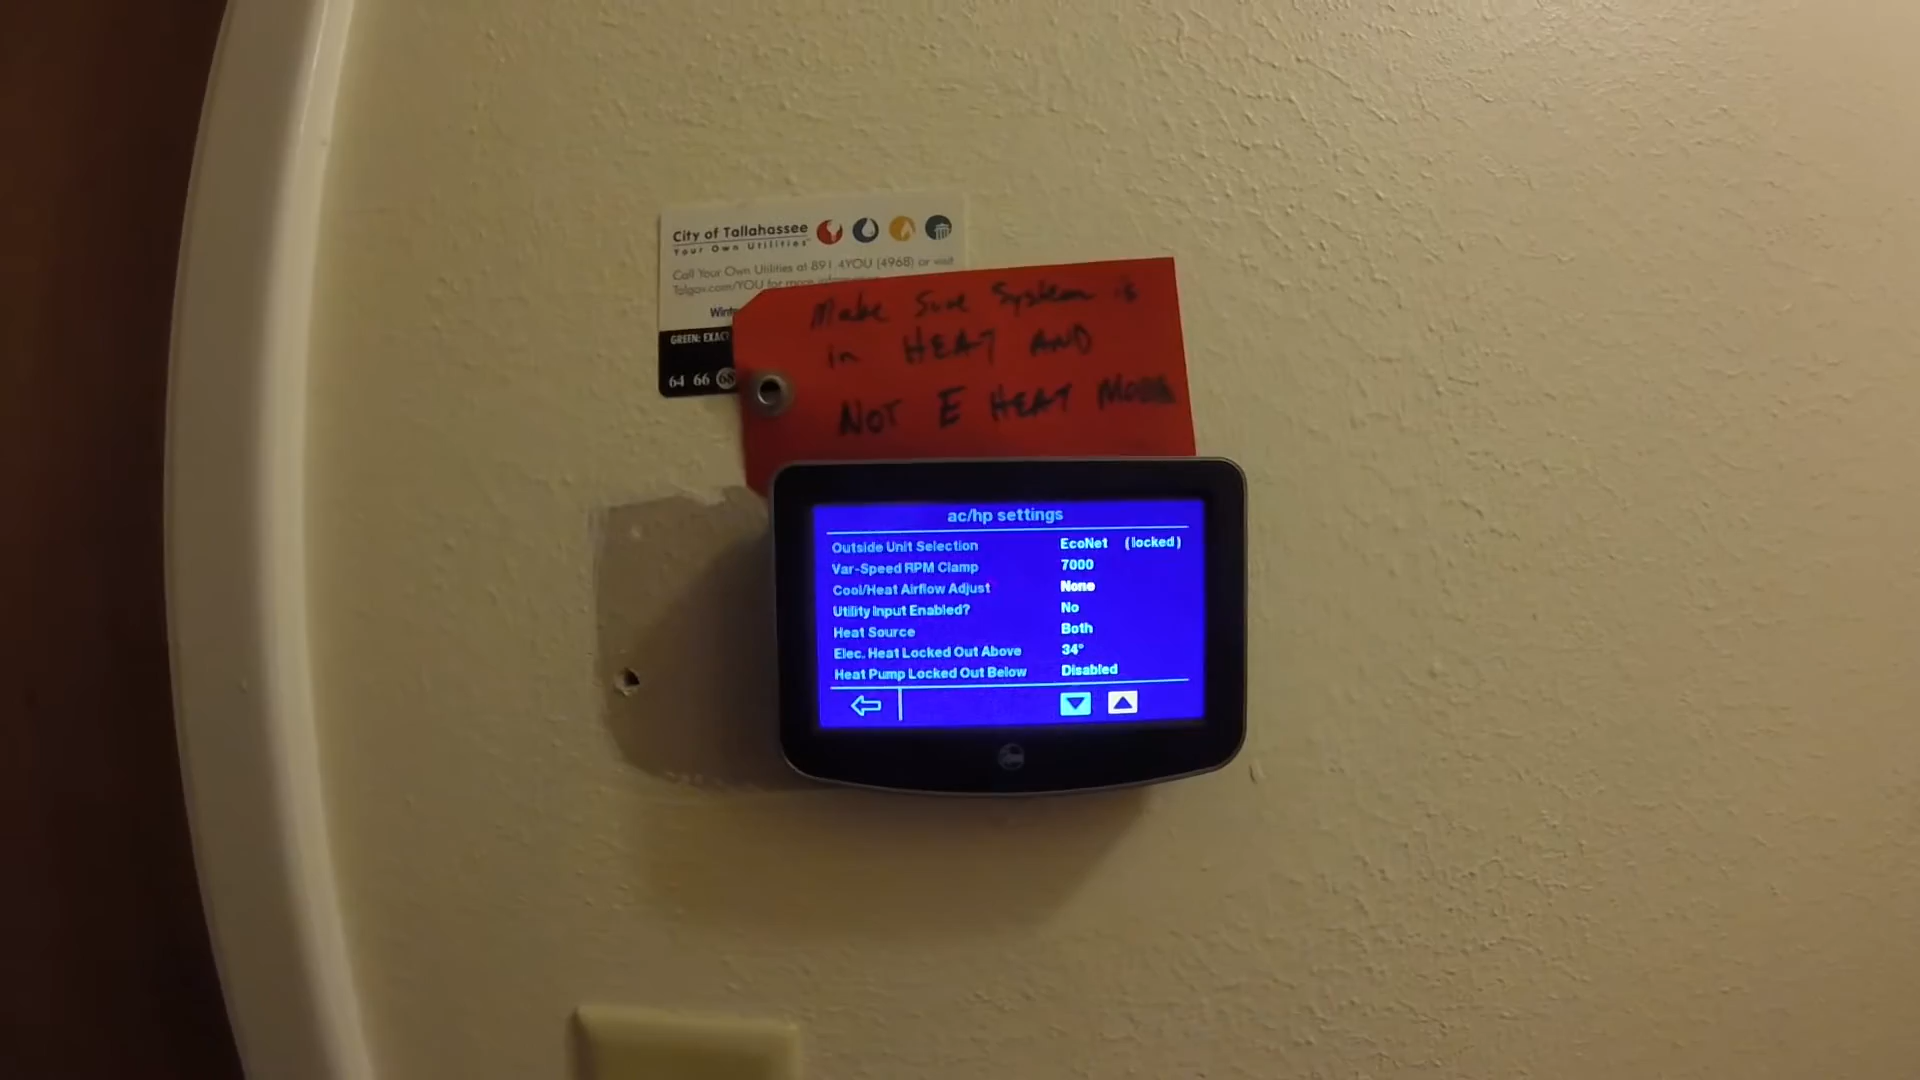 City of Tallahassee
Your Own Utilities
Call Your Own Utilities at 891 4YOU (4968) or visit
Talgov.com/YOU for more
GREEN: EXACT
64 66 68
Make Sure System is
in HEAT AND
NOT E HEAT MODE
ac/hp settings
Outside Unit Selection EcoNet (locked)
Var-Speed RPM Clamp 7000
Cool/Heat Airflow Adjust None
Utility Input Enabled? No
Heat Source Both
Elec. Heat Locked Out Above 34°
Heat Pump Locked Out Below Disabled